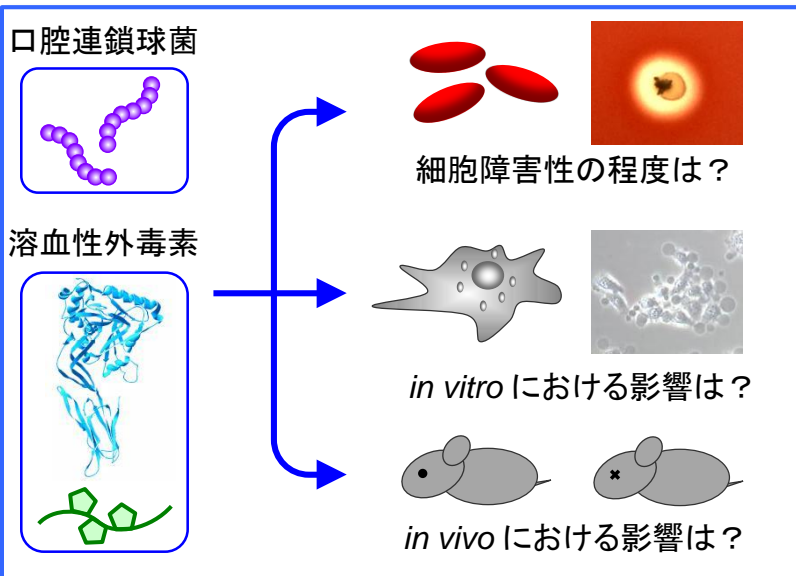 口腔連鎖球菌
溶血性外毒素
細胞障害性の程度は？
in vitro における影響は？
in vivo における影響は？